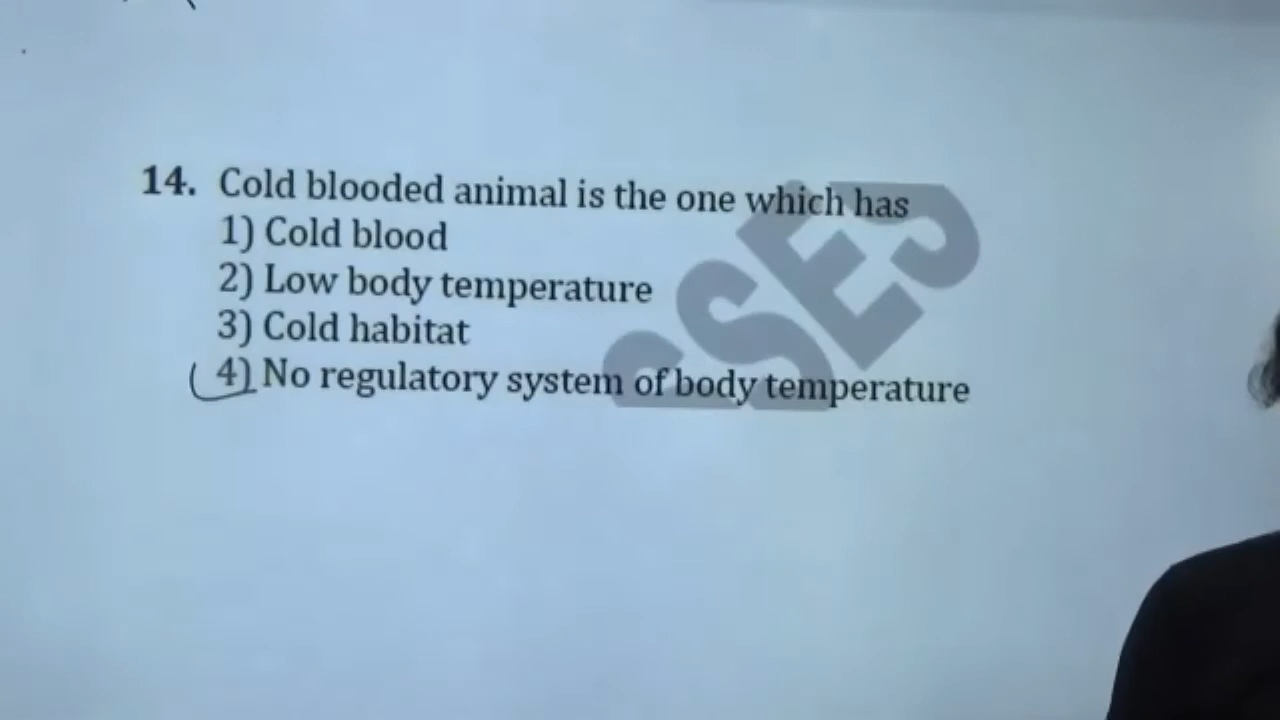 14. Cold blooded animal is the one which has
1) Cold blood
2) Low body temperature
3) Cold habitat
4) No regulatory system of body temperature